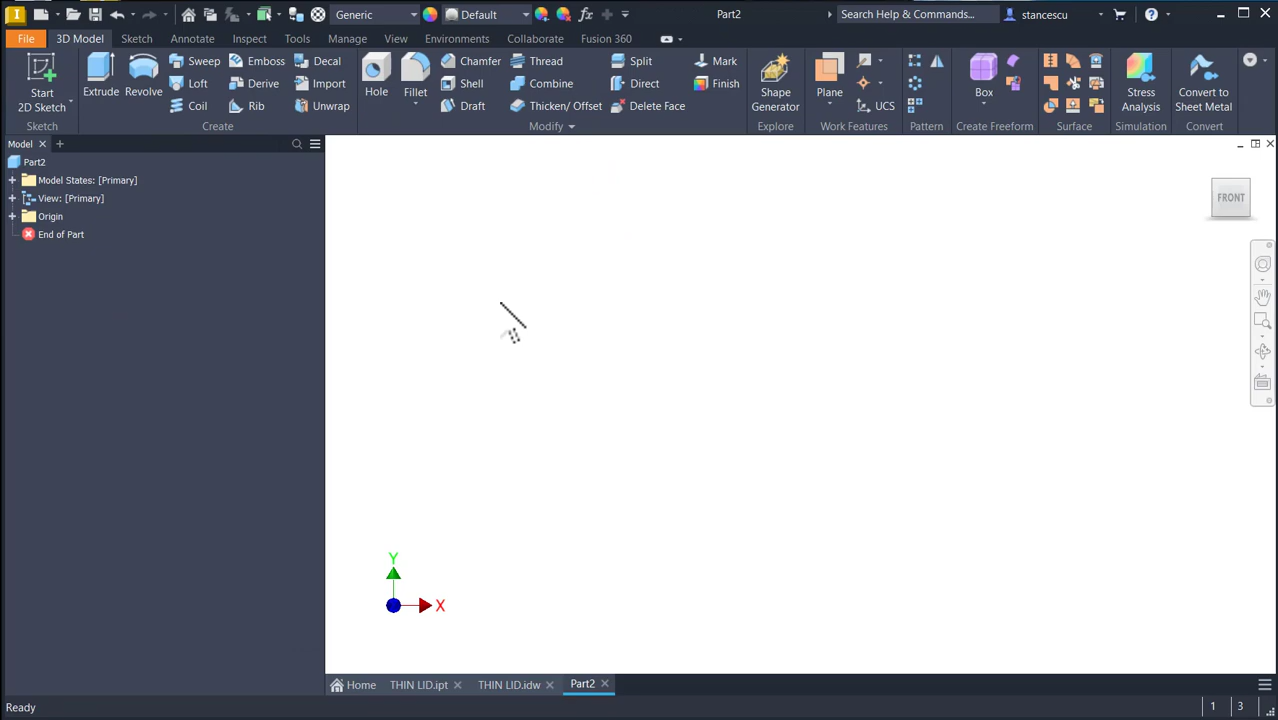 Generic Default Part2 Search Help & Commands... stancescu
File 3D Model Sketch Annotate Inspect Tools Manage View Environments Collaborate Fusion 360
Start
2D Sketch
Extrude Revolve
Sweep Emboss Decal
Loft Derive Import
Coil Rib Unwrap
Hole Fillet
Chamfer Thread Split Direct
Shell Combine
Draft Thicken/ Offset Delete Face
Shape
Generator
Plane UCS
Mark
Finish
Box
Stress
Analysis
Convert to
Sheet Metal
Sketch Create Modify Explore Work Features Pattern Create Freeform Surface Simulation Convert
Model
Part2
Model States: [Primary]
View: [Primary]
Origin
End of Part
FRONT
Y
X
Home THIN LID.ipt THIN LID.idw Part2
Ready 1 3